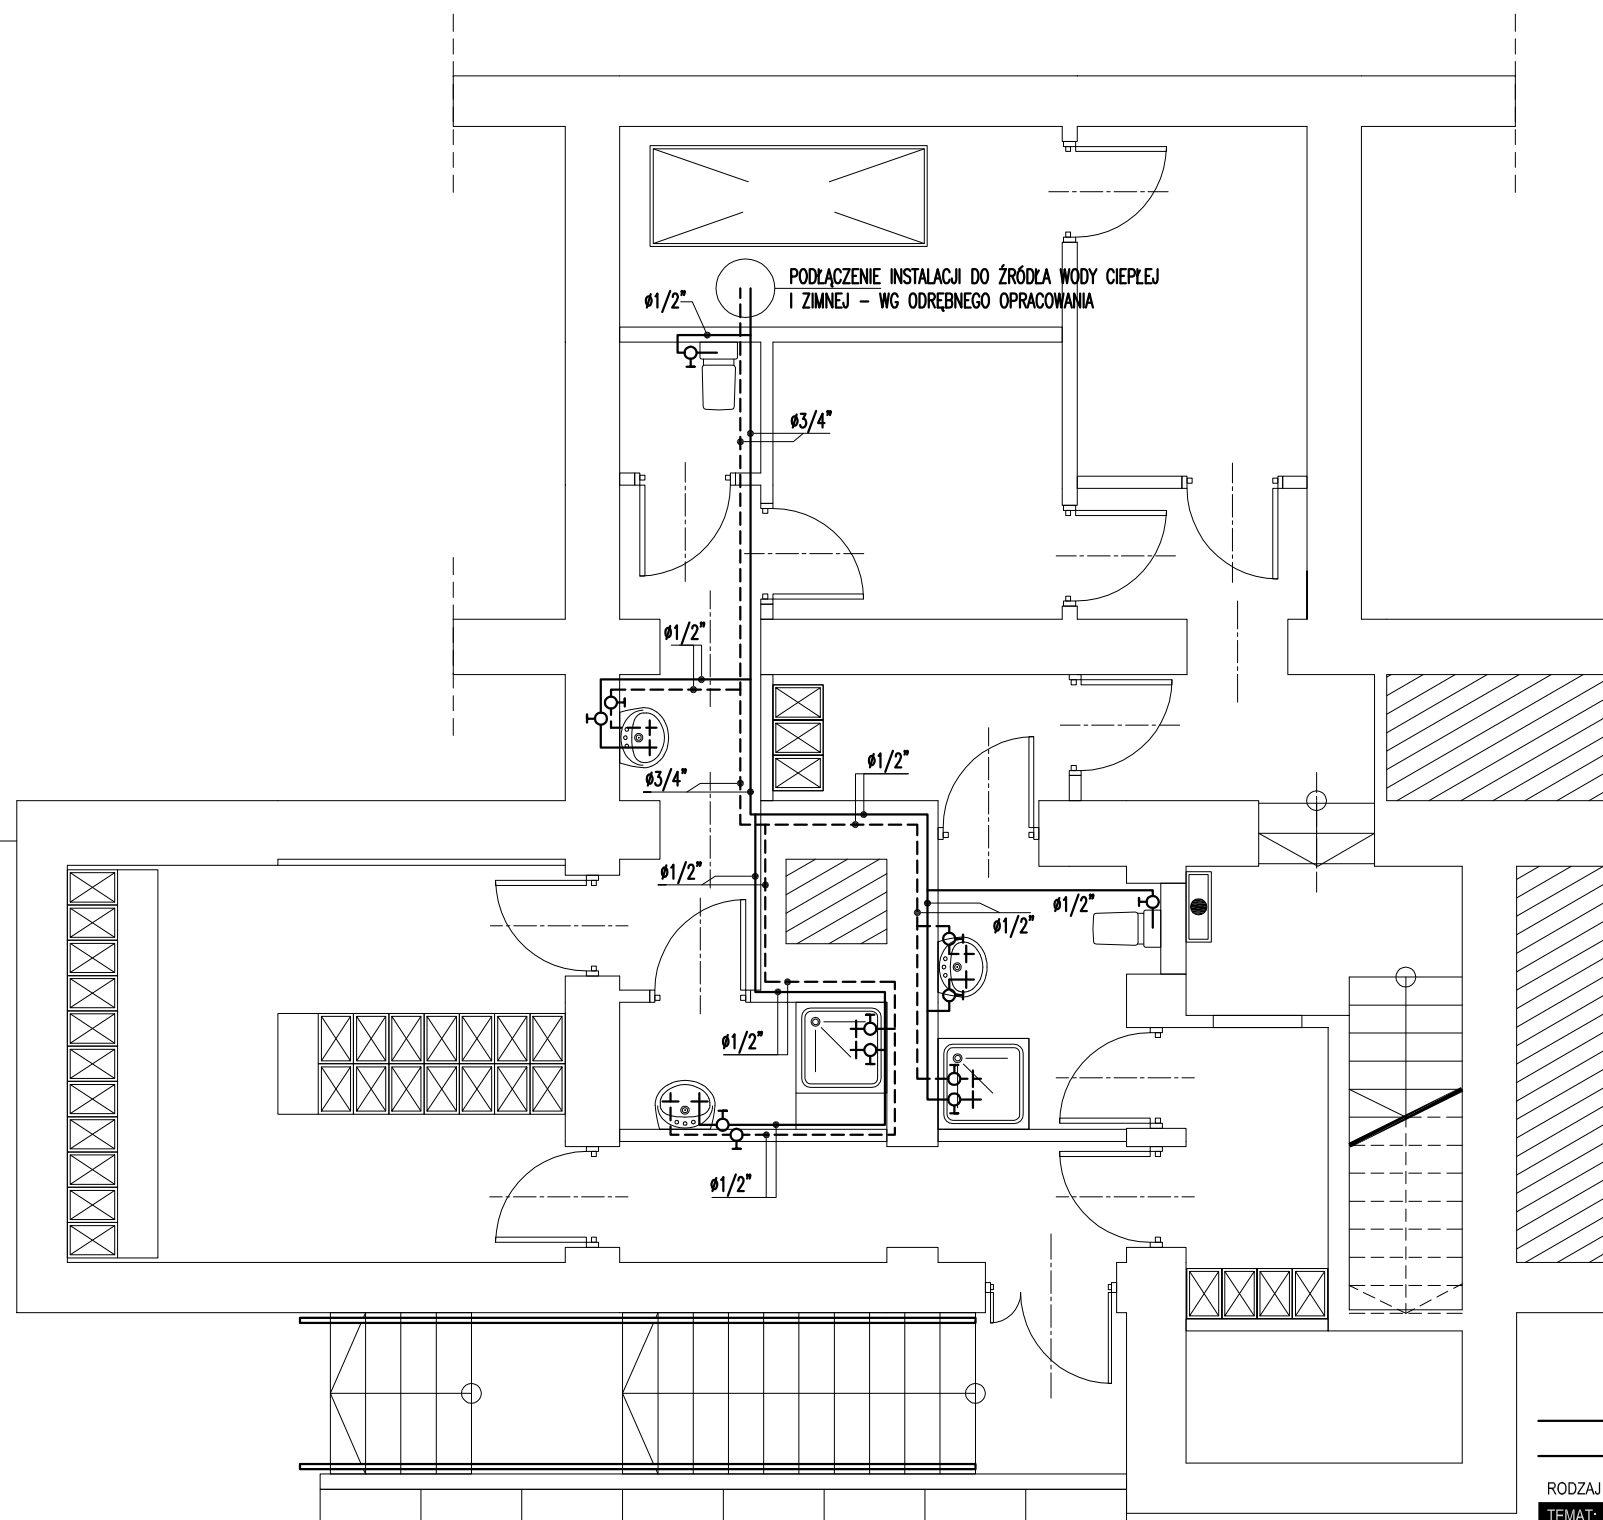 PODŁĄCZENIE INSTALACJI DO ŹRÓDŁA WODY CIEPŁEJ
I ZIMNEJ – WG ODRĘBNEGO OPRACOWANIA
ø1/2"
ø3/4"
ø1/2"
ø1/2"
ø3/4"
ø1/2"
ø1/2"
ø1/2"
ø1/2"
ø1/2"
RODZAJ
TEMAT: